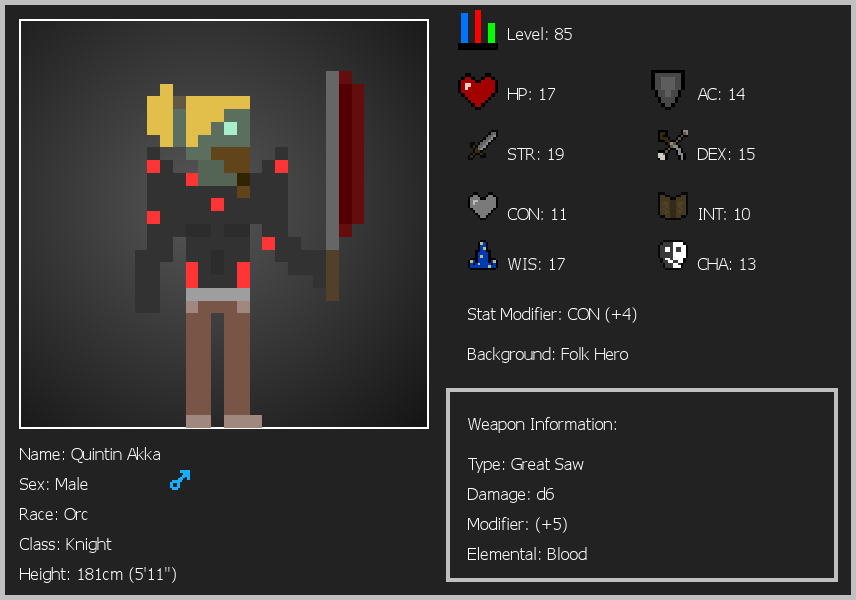 Level: 85
HP: 17
AC: 14
STR: 19
DEX: 15
CON: 11
INT: 10
WIS: 17
CHA: 13
Stat Modifier: CON (+4)
Background: Folk Hero
Weapon Information:
Type: Great Saw
Damage: d6
Modifier: (+5)
Elemental: Blood
Name: Quintin Akka
Sex: Male
Race: Orc
Class: Knight
Height: 181cm (5'11")